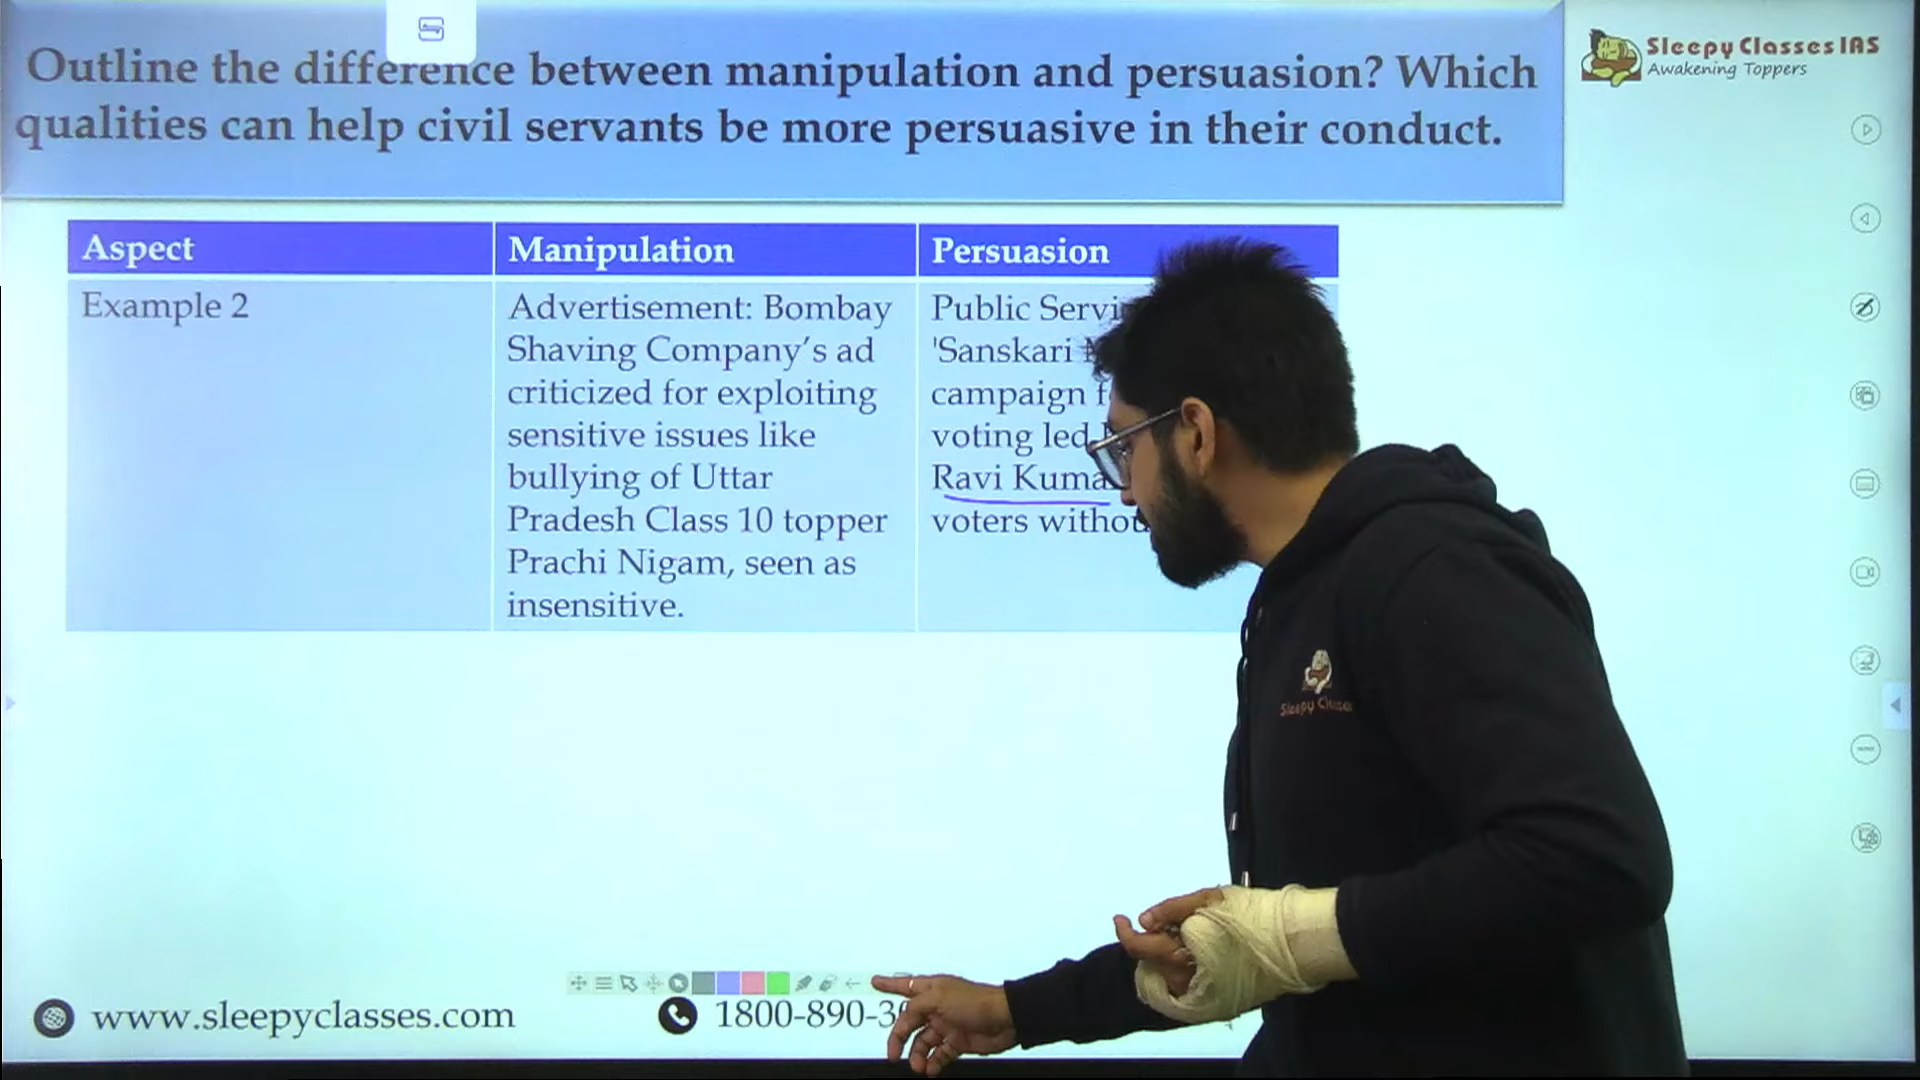 Outline the difference between manipulation and persuasion? Which
qualities can help civil servants be more persuasive in their conduct.
Sleepy Classes IAS
Awakening Toppers
Aspect
Manipulation
Persuasion
Example 2
Advertisement: Bombay
Shaving Company's ad
criticized for exploiting
sensitive issues like
bullying of Uttar
Pradesh Class 10 topper
Prachi Nigam, seen as
insensitive.
Public
'Sanskari
campaign
voting led
Ravi
voters
Sleepy Classes
www.sleepyclasses.com
1800-890-3